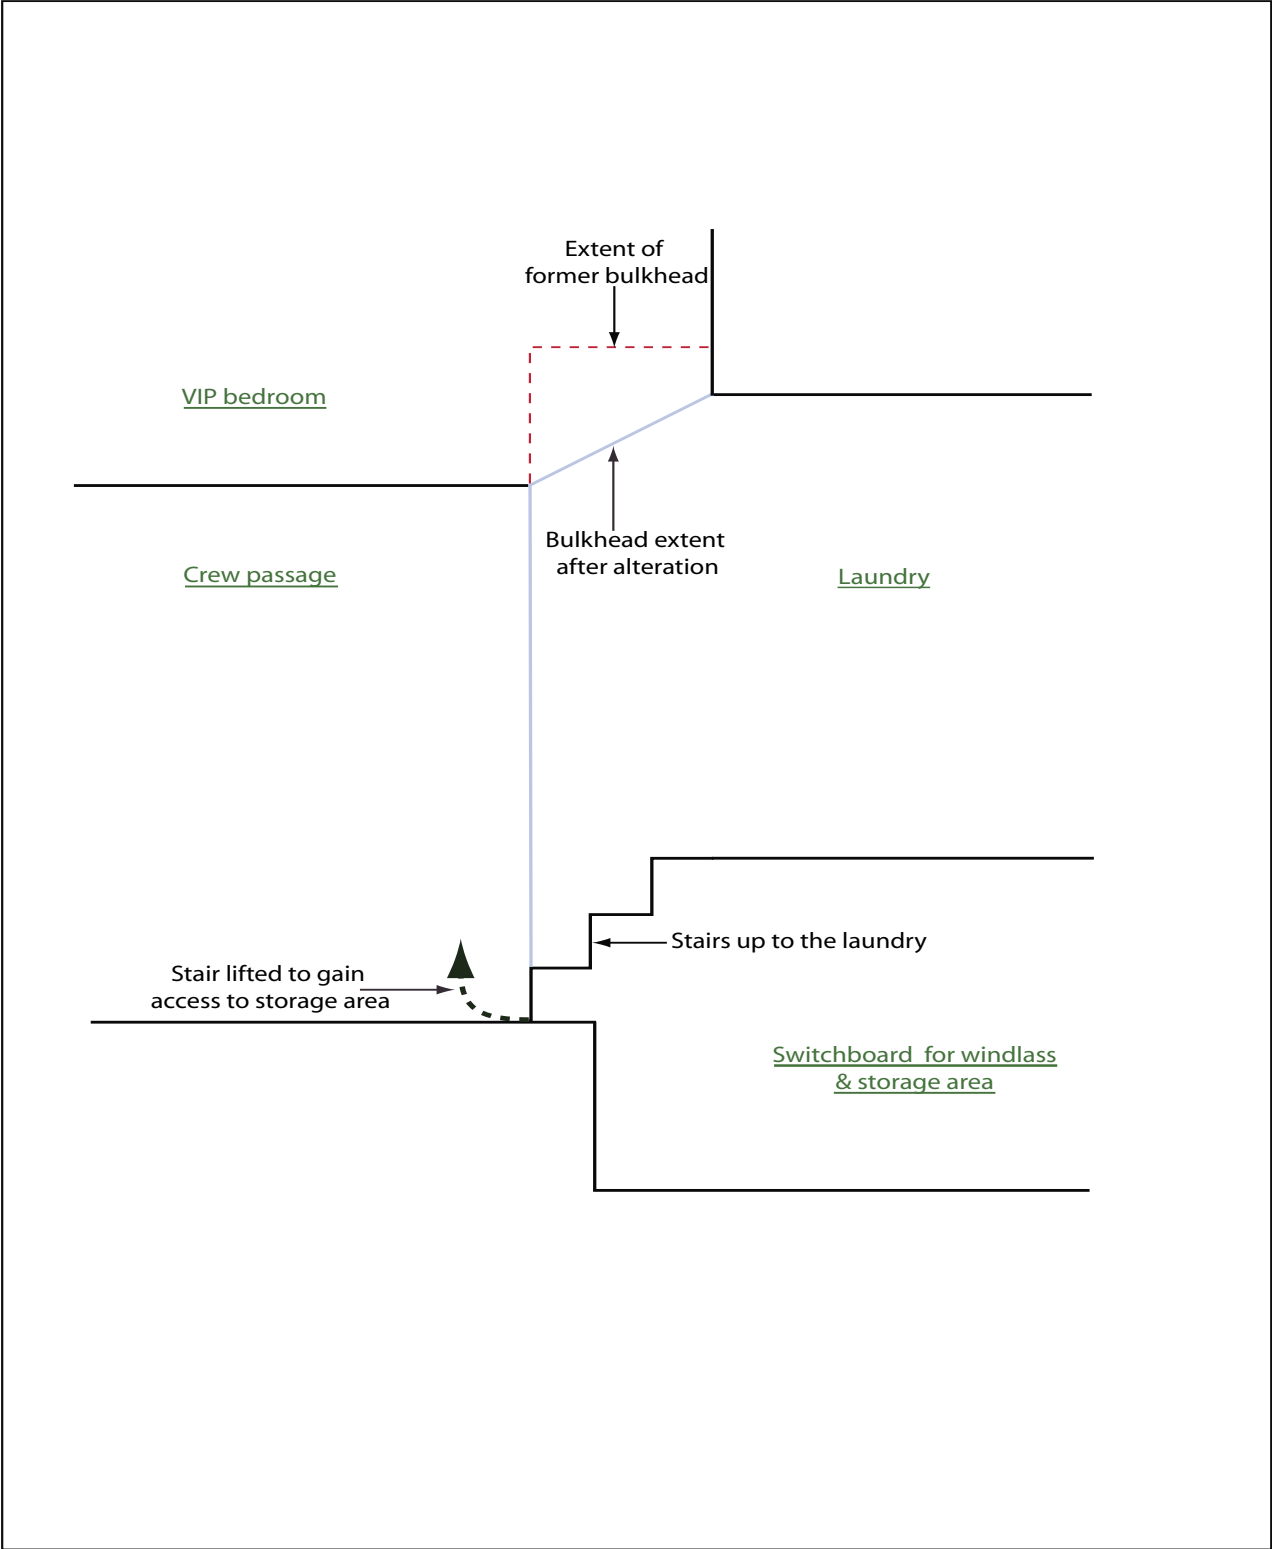 Extent of
former bulkhead
VIP bedroom
Bulkhead extent
after alteration
Crew passage
Laundry
Stairs up to the laundry
Stair lifted to gain
access to storage area
Switchboard  for windlass
& storage area